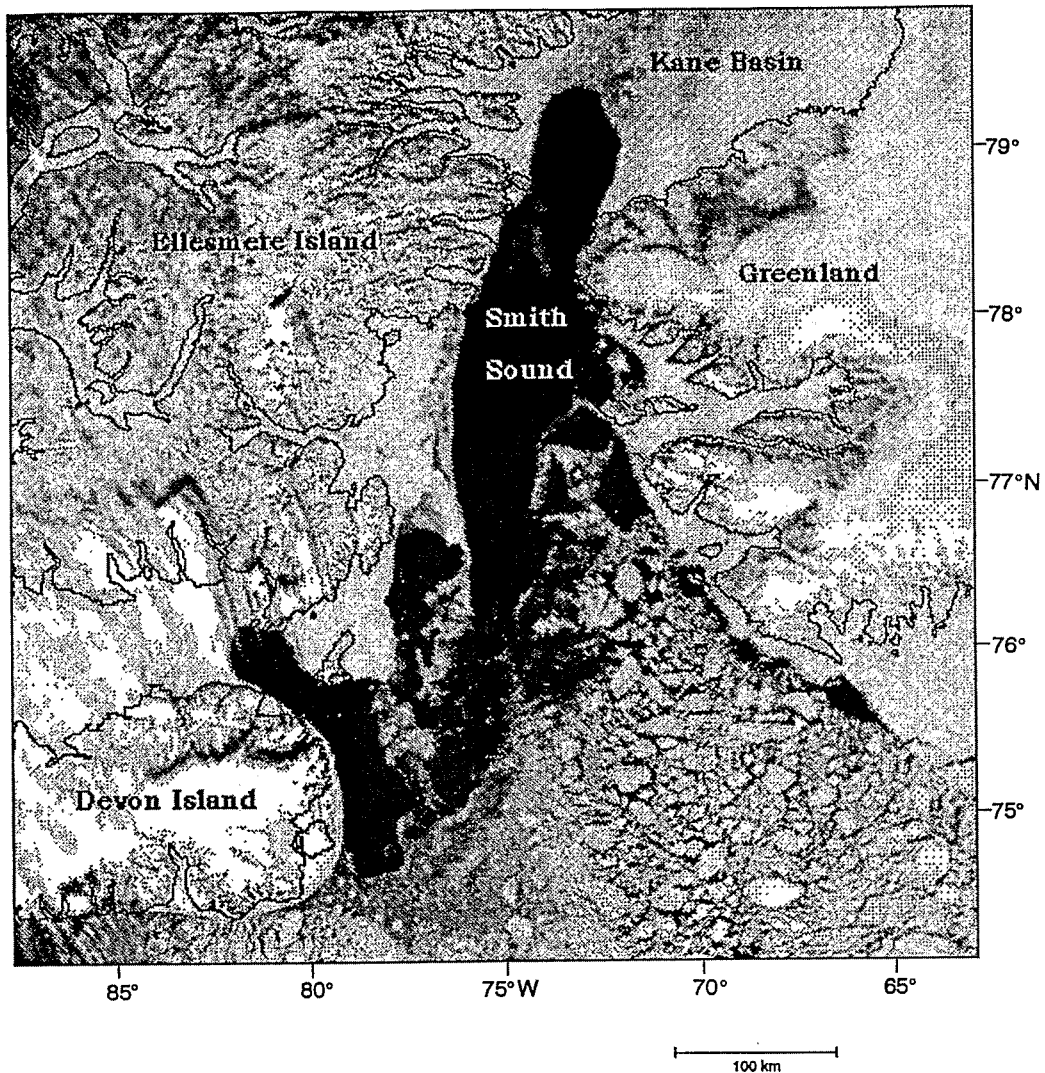 Kane Basin
79°
Ellesmere Island
Greenland
78°
Smith
Sound
77°N
76°
Devon Island
75°
85°
80°
75°W
70°
65°
100 km